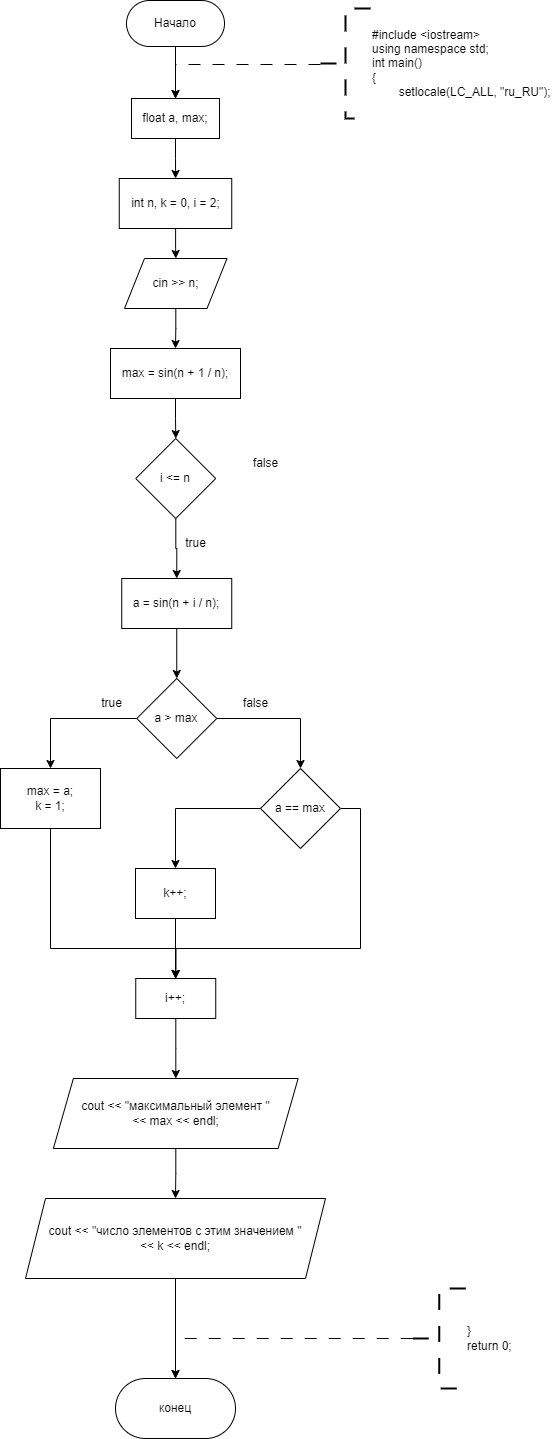 Начало
#include <iostream>
using namespace std;
int main()
{
setlocale(LC_ALL, "ru_RU");
float a, max;
int n, k = 0, i = 2;
cin >> n;
max = sin(n + 1 / n);
i <= n
false
true
a = sin(n + i / n);
true
false
a > max
max = a;
k = 1;
a == max
k++;
i++;
cout << "максимальный элемент "
<< max << endl;
cout << "число элементов с этим значением "
<< k << endl;
}
return 0;
конец